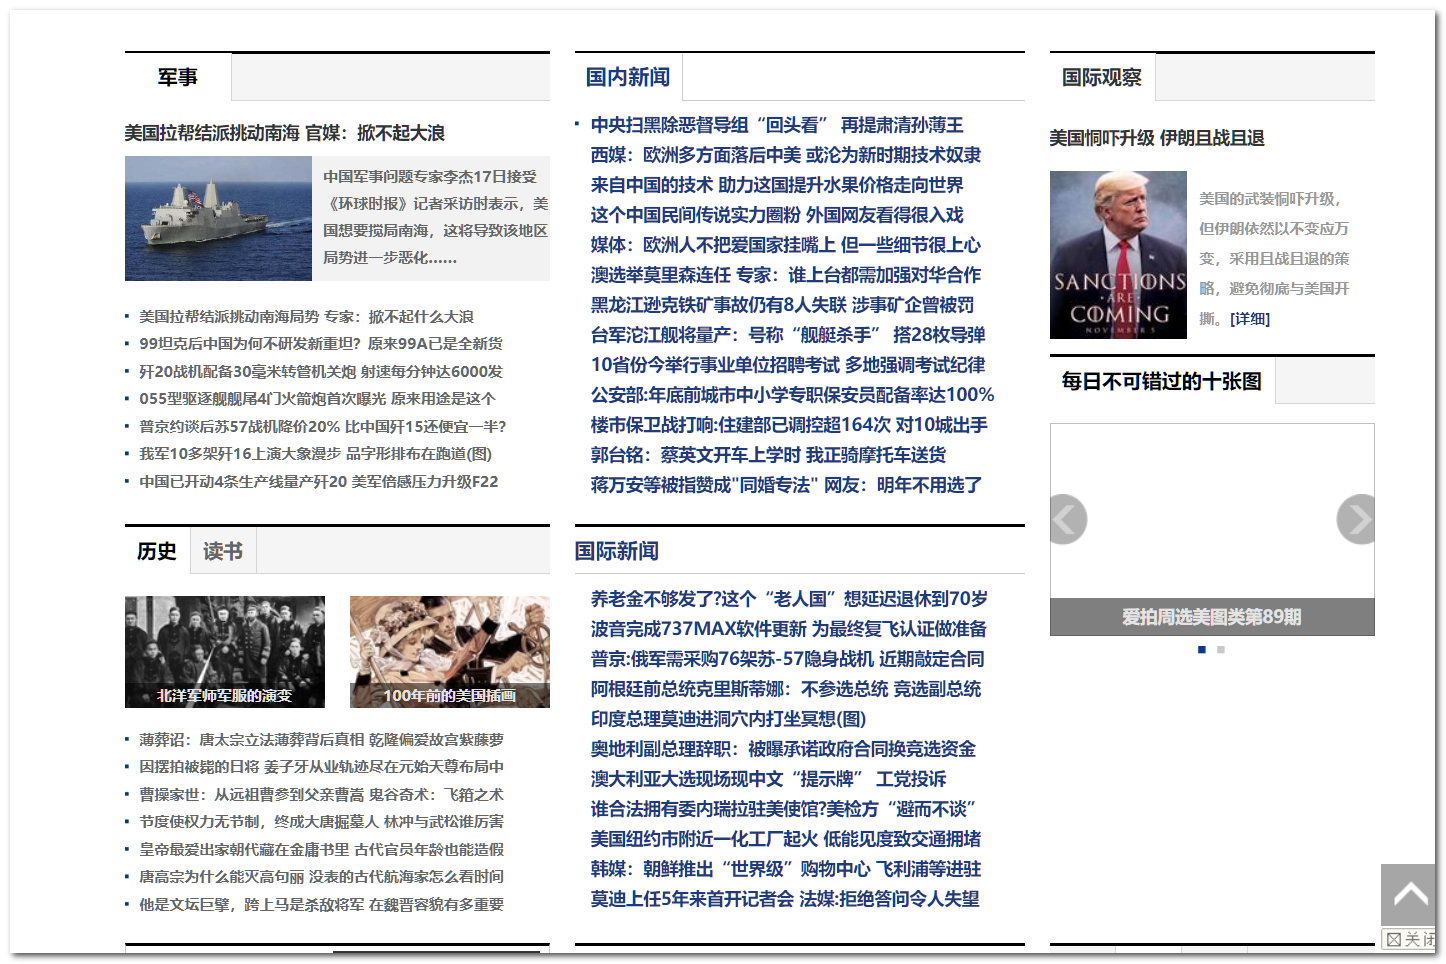 军事
美国拉帮结派挑动南海 官媒：掀不起大浪
中国军事问题专家李杰17日接受
《环球时报》记者采访时表示，美
国想要搅局南海，这将导致该地区
局势进一步恶化……
美国拉帮结派挑动南海局势 专家：掀不起什么大浪
99坦克后中国为何不研发新重坦？原来99A已是全新货
歼20战机配备30毫米转管机关炮 射速每分钟达6000发
055型驱逐舰舰尾4门火箭炮首次曝光 原来用途是这个
普京约谈后苏57战机降价20% 比中国歼15还便宜一半？
我军10多架歼16上演大象漫步 品字形排布在跑道(图)
中国已开动4条生产线量产歼20 美军倍感压力升级F22
历史 读书
北洋军师军服的演变
100年前的美国插画
薄葬诏：唐太宗立法薄葬背后真相 乾隆偏爱故宫紫藤萝
因摆拍被毙的日将 姜子牙从业轨迹尽在元始天尊布局中
曹操家世：从远祖曹参到父亲曹嵩 鬼谷奇术：飞箝之术
节度使权力无节制，终成大唐掘墓人 林冲与武松谁厉害
皇帝最爱出家朝代藏在金庸书里 古代官员年龄也能造假
唐高宗为什么能灭高句丽 没表的古代航海家怎么看时间
他是文坛巨擘，跨上马是杀敌将军 在魏晋容貌有多重要
国内新闻
中央扫黑除恶督导组“回头看” 再提肃清孙薄王
西媒：欧洲多方面落后中美 或沦为新时期技术奴隶
来自中国的技术 助力这国提升水果价格走向世界
这个中国民间传说实力圈粉 外国网友看得很入戏
媒体：欧洲人不把爱国家挂嘴上 但一些细节很上心
澳选举莫里森连任 专家：谁上台都需加强对华合作
黑龙江逊克铁矿事故仍有8人失联 涉事矿企曾被罚
台军沱江舰将量产：号称“舰艇杀手” 搭28枚导弹
10省份今举行事业单位招聘考试 多地强调考试纪律
公安部:年底前城市中小学专职保安员配备率达100%
楼市保卫战打响:住建部已调控超164次 对10城出手
郭台铭：蔡英文开车上学时 我正骑摩托车送货
蒋万安等被指赞成"同婚专法" 网友：明年不用选了
国际新闻
养老金不够发了?这个“老人国”想延迟退休到70岁
波音完成737MAX软件更新 为最终复飞认证做准备
普京:俄军需采购76架苏-57隐身战机 近期敲定合同
阿根廷前总统克里斯蒂娜：不参选总统 竞选副总统
印度总理莫迪进洞穴内打坐冥想(图)
奥地利副总理辞职：被曝承诺政府合同换竞选资金
澳大利亚大选现场现中文“提示牌” 工党投诉
谁合法拥有委内瑞拉驻美使馆?美检方“避而不谈”
美国纽约市附近一化工厂起火 低能见度致交通拥堵
韩媒：朝鲜推出“世界级”购物中心 飞利浦等进驻
莫迪上任5年来首开记者会 法媒:拒绝答问令人失望
国际观察
美国恫吓升级 伊朗且战且退
SANCTIONS
ARE
COMING
NOVEMBER 5
美国的武装恫吓升级，
但伊朗依然以不变应万
变，采用且战且退的策
略，避免彻底与美国开
撕。[详细]
每日不可错过的十张图
爱拍周选美图类第89期
关闭